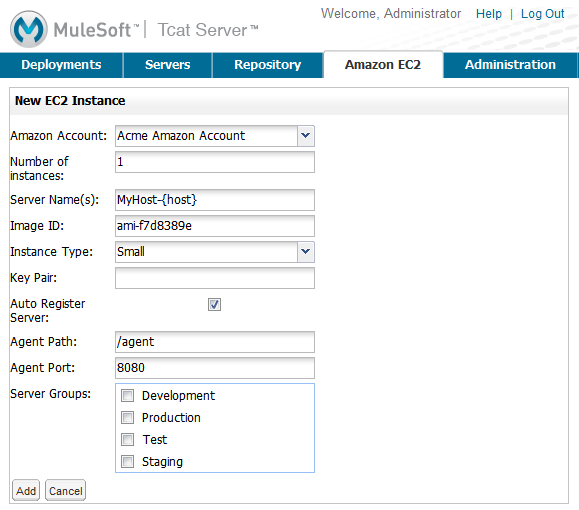 Welcome, Administrator Help | Log Out
MuleSoft™ | Tcat Server™
Deployments Servers Repository Amazon EC2 Administration
New EC2 Instance
Amazon Account: Acme Amazon Account
Number of instances: 1
Server Name(s): MyHost-{host}
Image ID: ami-f7d8389e
Instance Type: Small
Key Pair:
Auto Register
Server:
Agent Path: /agent
Agent Port: 8080
Server Groups: Development
Production
Test
Staging
Add Cancel